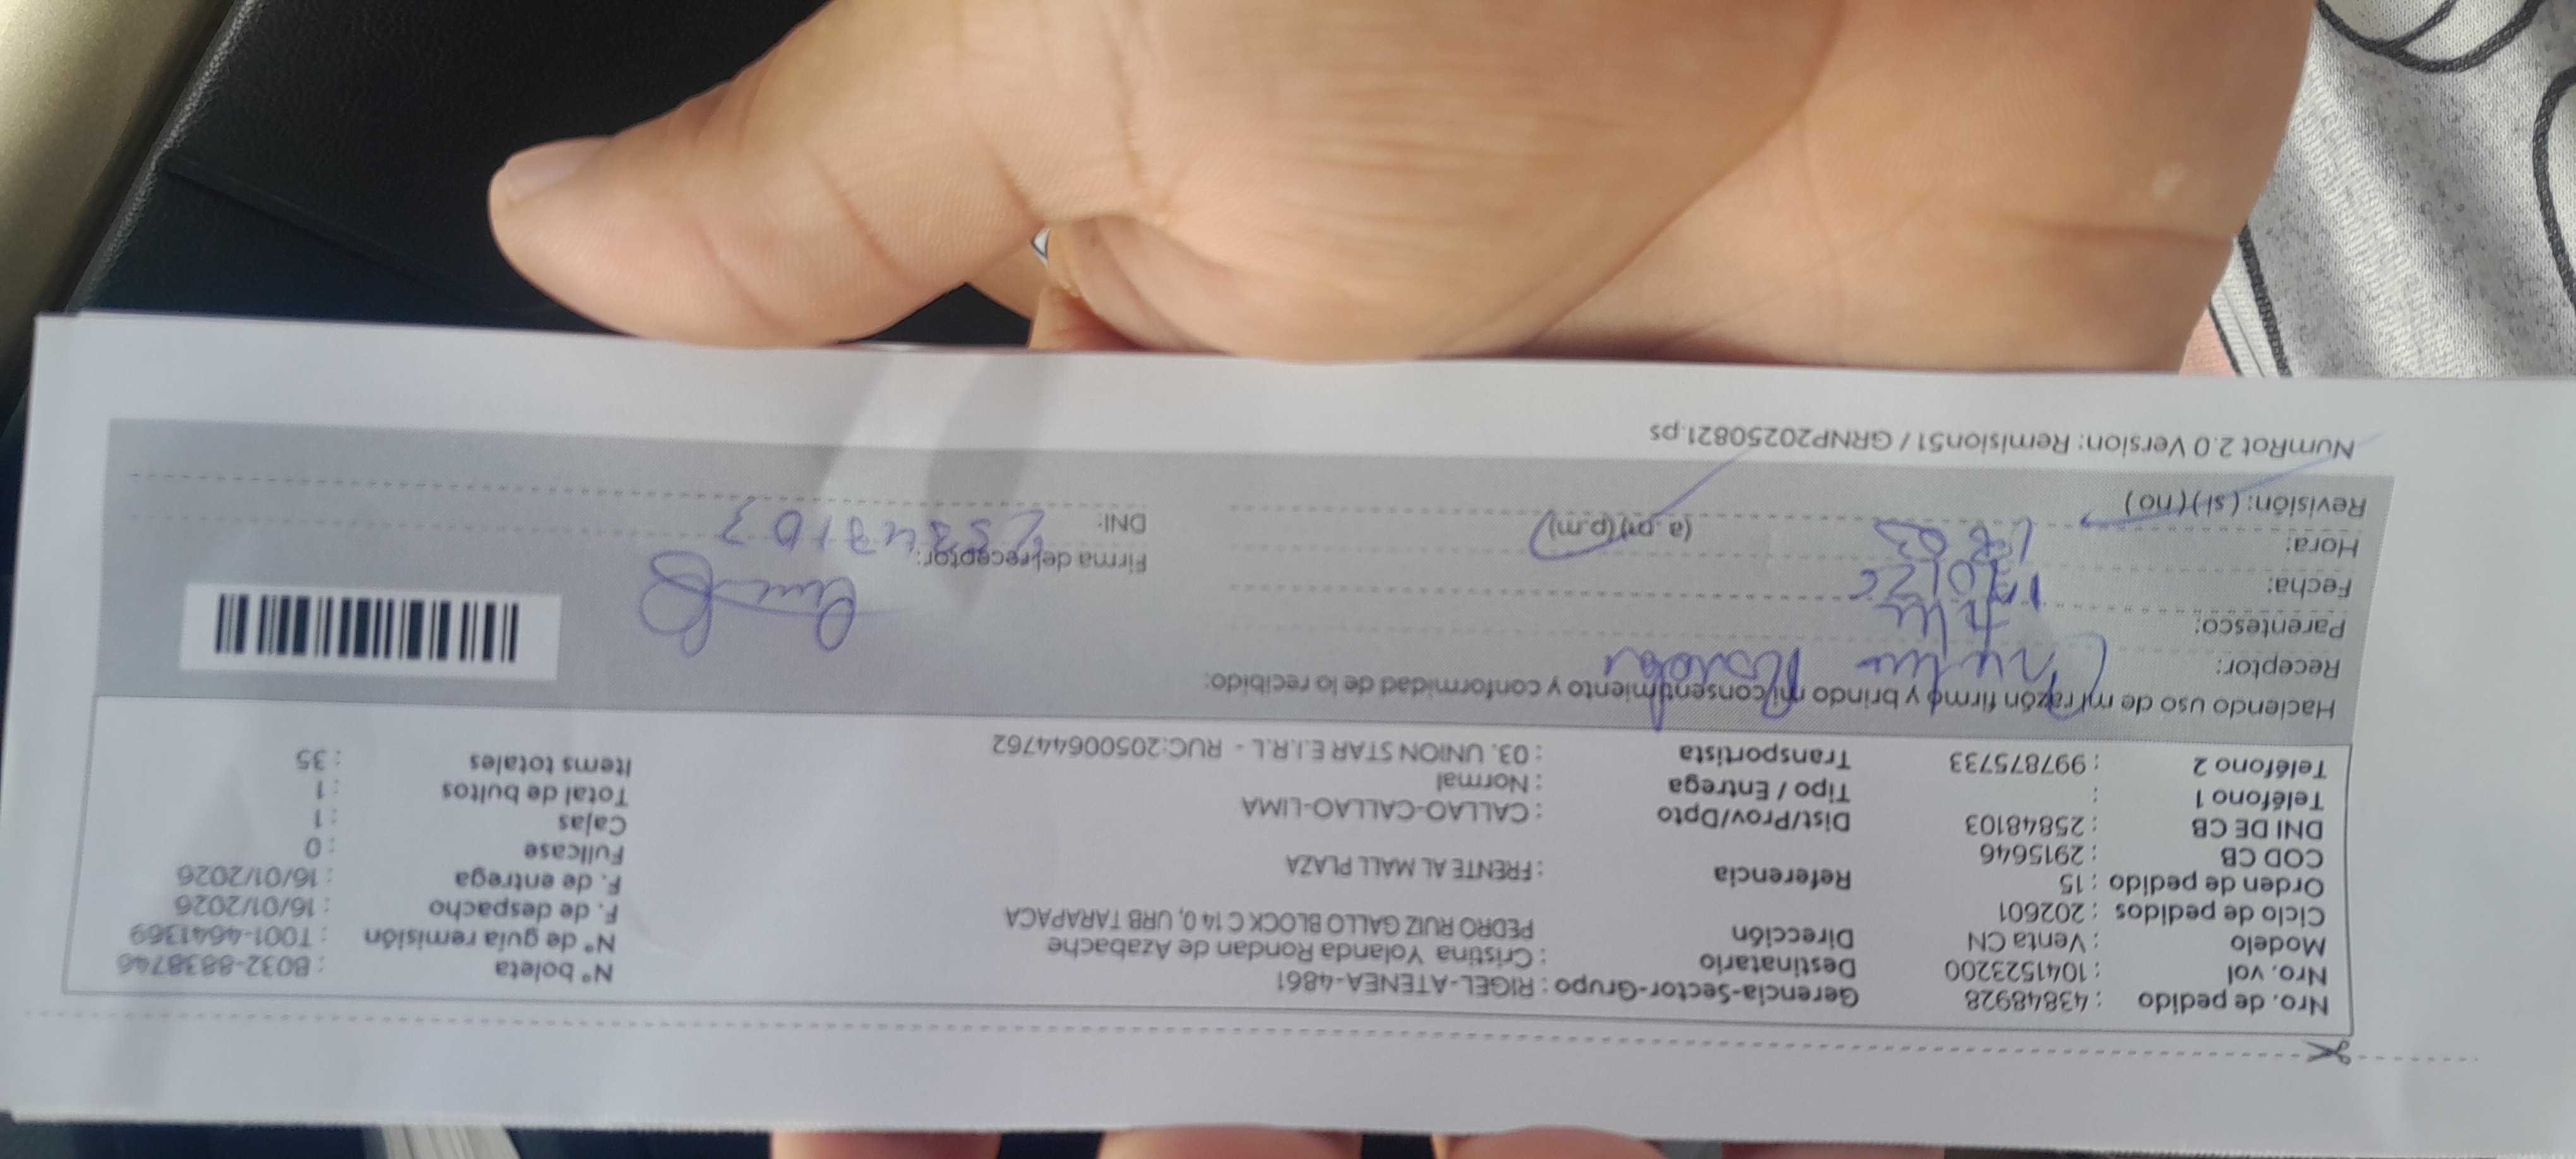 Nro. de pedido : 43848928 Gerencia-Sector-Grupo : RIGEL-ATENEA-4861 N° boleta : B032-8838746
Nro. vol : 1041523200 Destinatario : Cristina Yolanda Rondan de Azabache N° de guía remisión : T001-4641369
Modelo : Venta CN Dirección PEDRO RUIZ GALLO BLOCK C 14 0, URB TARAPACA F. de despacho : 16/01/2026
Ciclo de pedidos : 202601 Referencia : FRENTE AL MALL PLAZA F. de entrega : 16/01/2026
Orden de pedido : 15 Dist/Prov/Dpto : CALLAO-CALLAO-LIMA Fullcase : 0
COD CB : 2915646 Tipo / Entrega : Normal Cajas : 1
DNI DE CB : 25848103 Transportista : 03. UNION STAR E.I.R.L - RUC:20500644762 Total de bultos : 1
Teléfono 1 : Items totales : 35
Teléfono 2 : 997875733
Haciendo uso de mi razón firmo y brindo mi consentimiento y conformidad de lo recibido:
Receptor:
Parentesco:
Fecha:
Hora: (a.m) (p.m)
Revisión: (si) (no)
Firma del receptor:
DNI:
NumRot 2.0 Version: Remision51 / GRNP20250821.ps